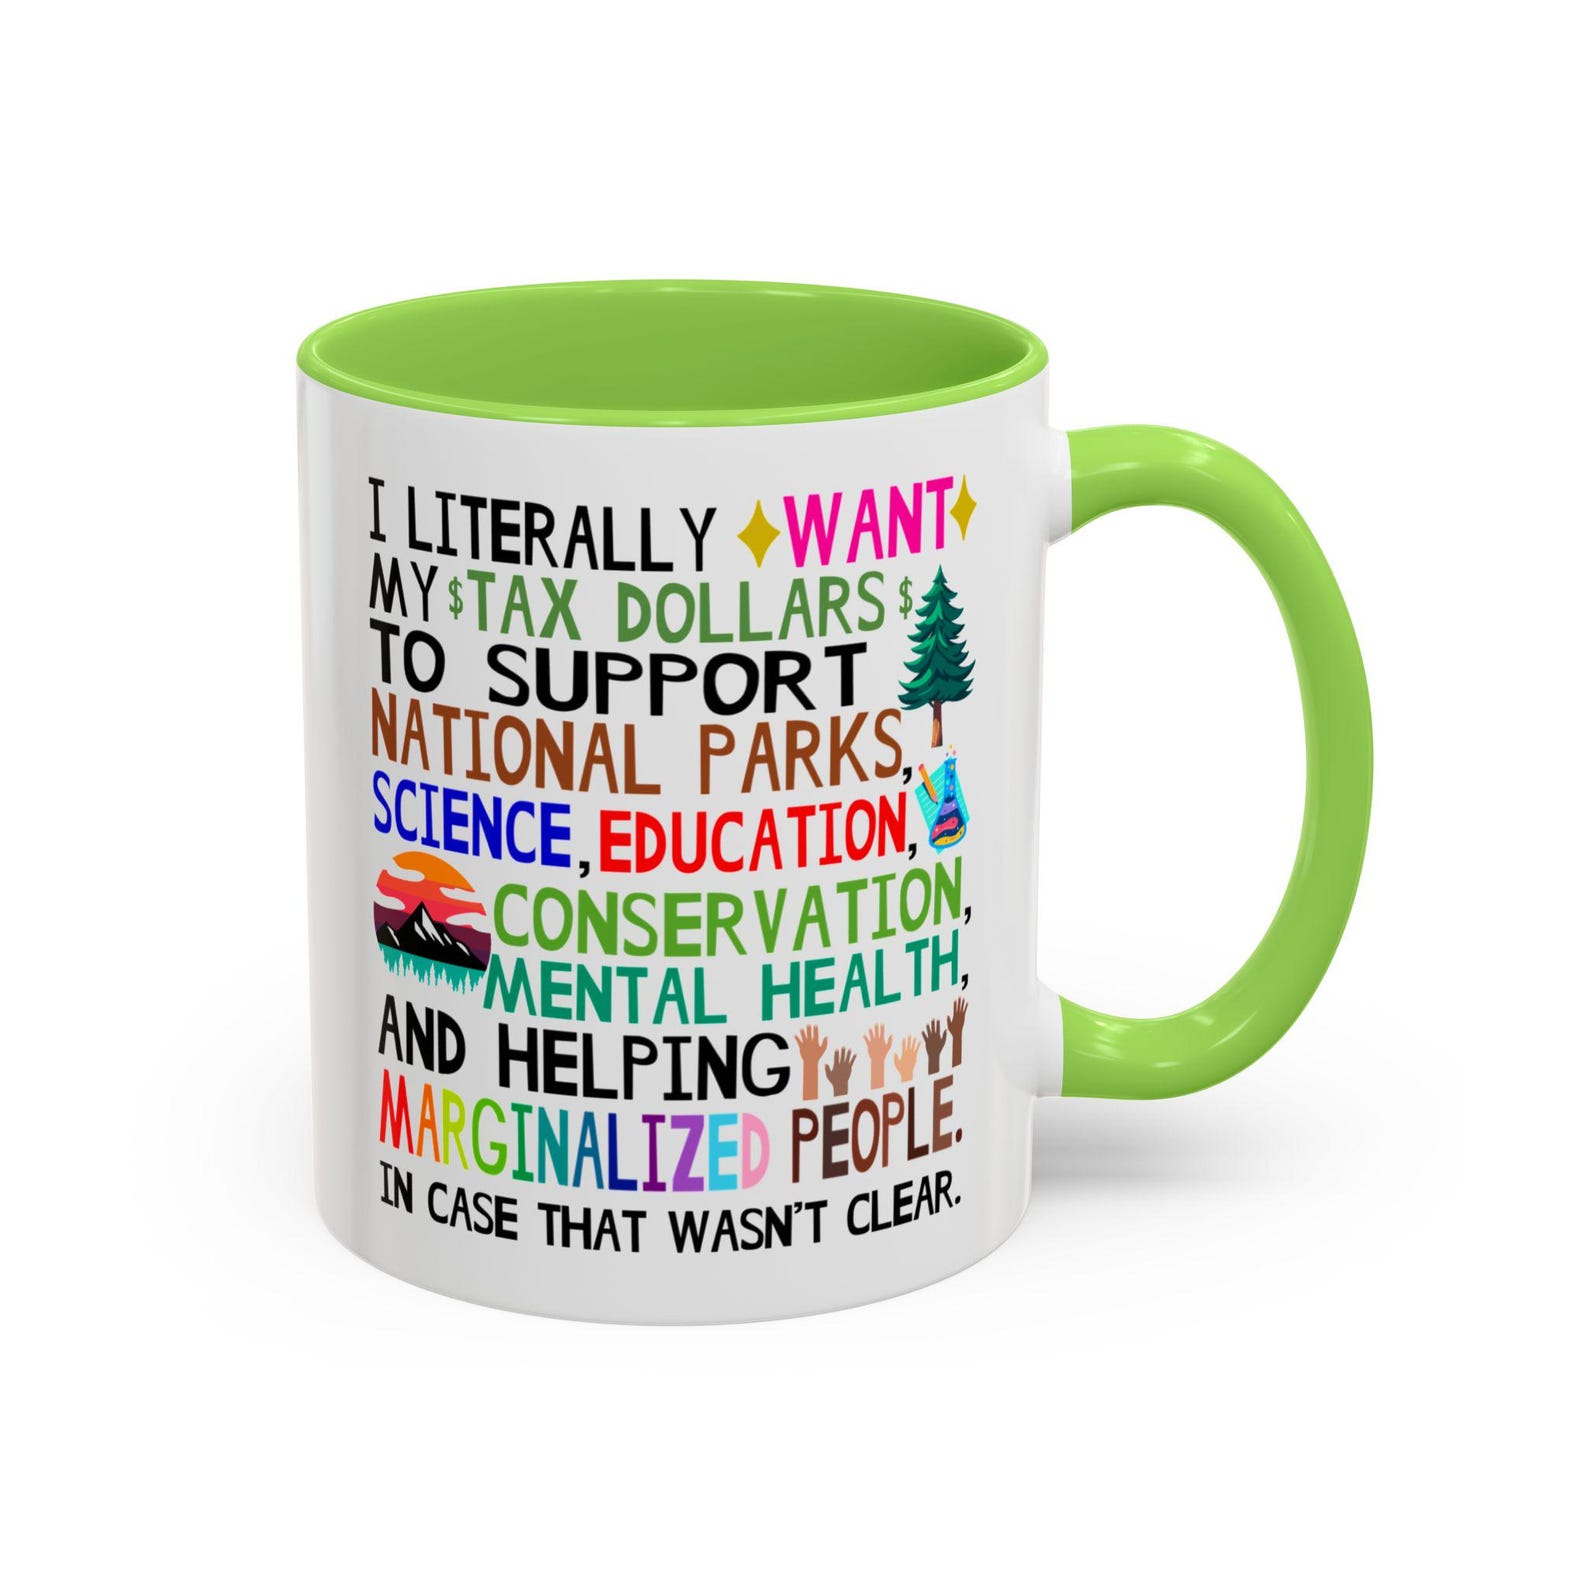 I LITERALLY WANT
MY $TAX DOLLARS$
TO SUPPORT
NATIONAL PARKS,
SCIENCE, EDUCATION,
CONSERVATION,
MENTAL HEALTH,
AND HELPING
MARGINALIZED PEOPLE.
IN CASE THAT WASN'T CLEAR.